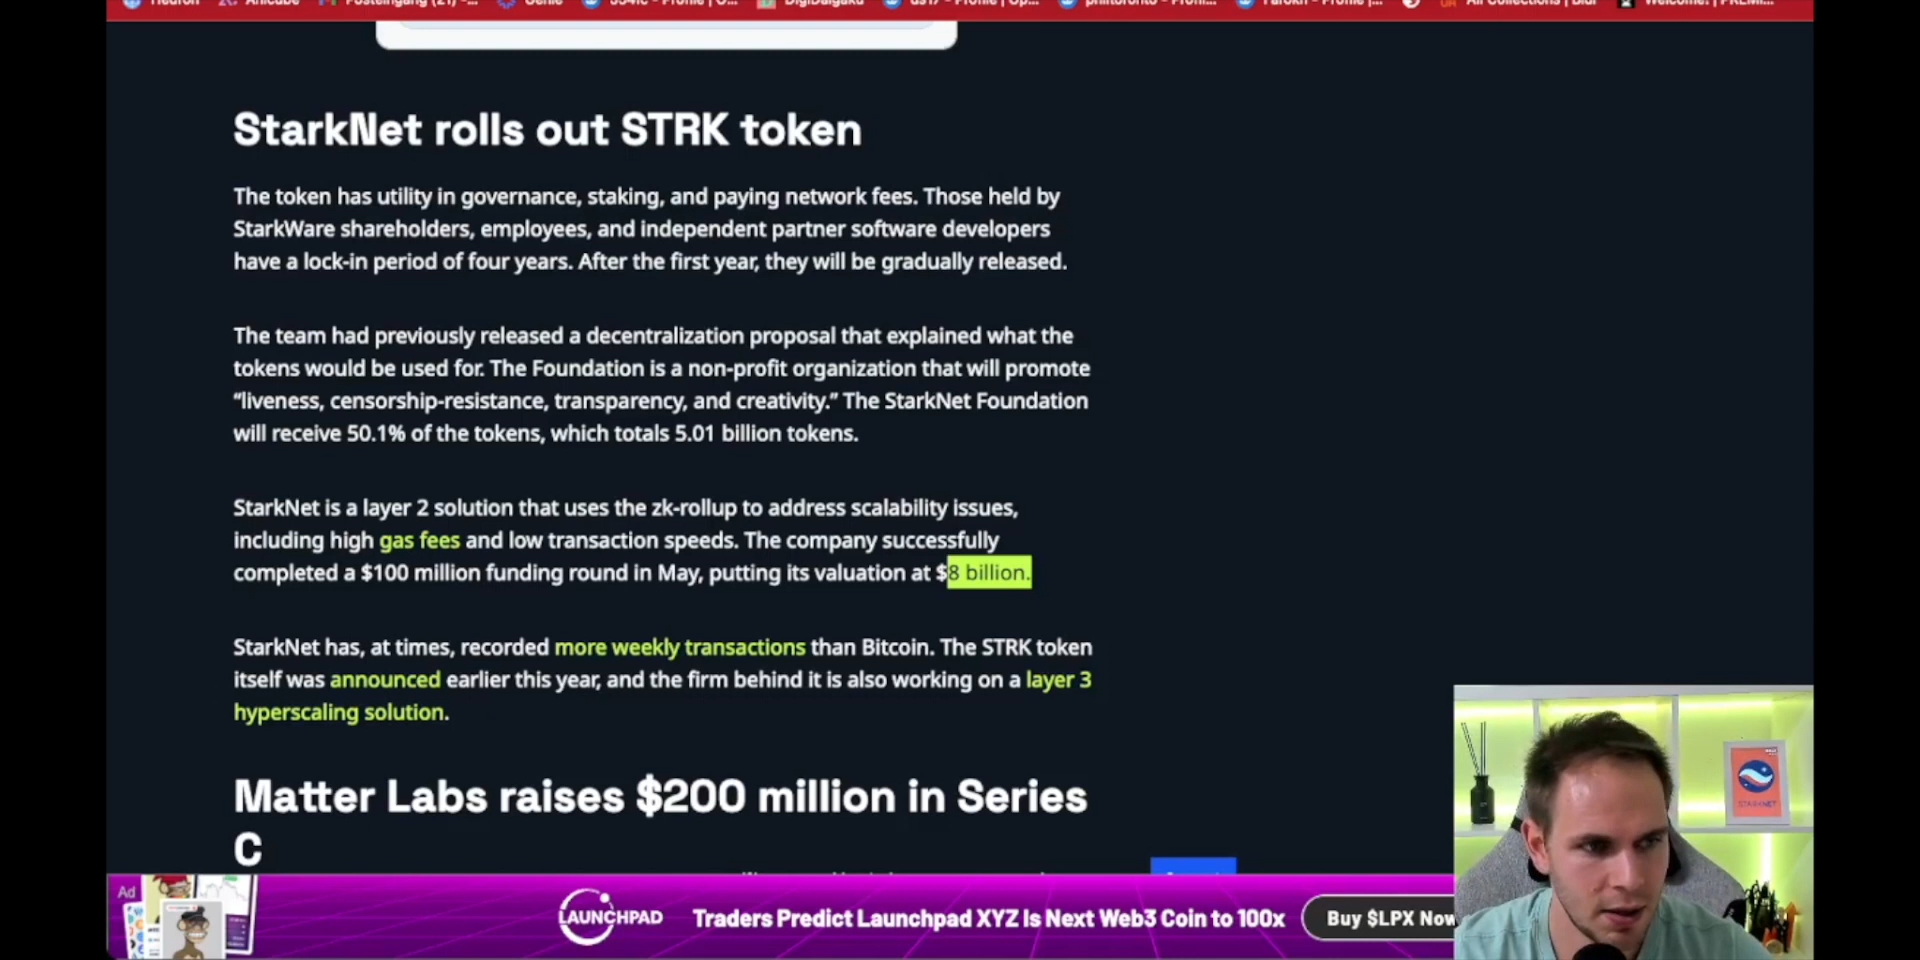 StarkNet rolls out STRK token
The token has utility in governance, staking, and paying network fees. Those held by
StarkWare shareholders, employees, and independent partner software developers
have a lock-in period of four years. After the first year, they will be gradually released.
The team had previously released a decentralization proposal that explained what the
tokens would be used for. The Foundation is a non-profit organization that will promote
“liveness, censorship-resistance, transparency, and creativity.” The StarkNet Foundation
will receive 50.1% of the tokens, which totals 5.01 billion tokens.
StarkNet is a layer 2 solution that uses the zk-rollup to address scalability issues,
including high gas fees and low transaction speeds. The company successfully
completed a $100 million funding round in May, putting its valuation at $8 billion.
StarkNet has, at times, recorded more weekly transactions than Bitcoin. The STRK token
itself was announced earlier this year, and the firm behind it is also working on a layer 3
hyperscaling solution.
Matter Labs raises $200 million in Series
C
STARKNET
Ad
LAUNCHPAD
Traders Predict Launchpad XYZ Is Next Web3 Coin to 100x
Buy $LPX Now